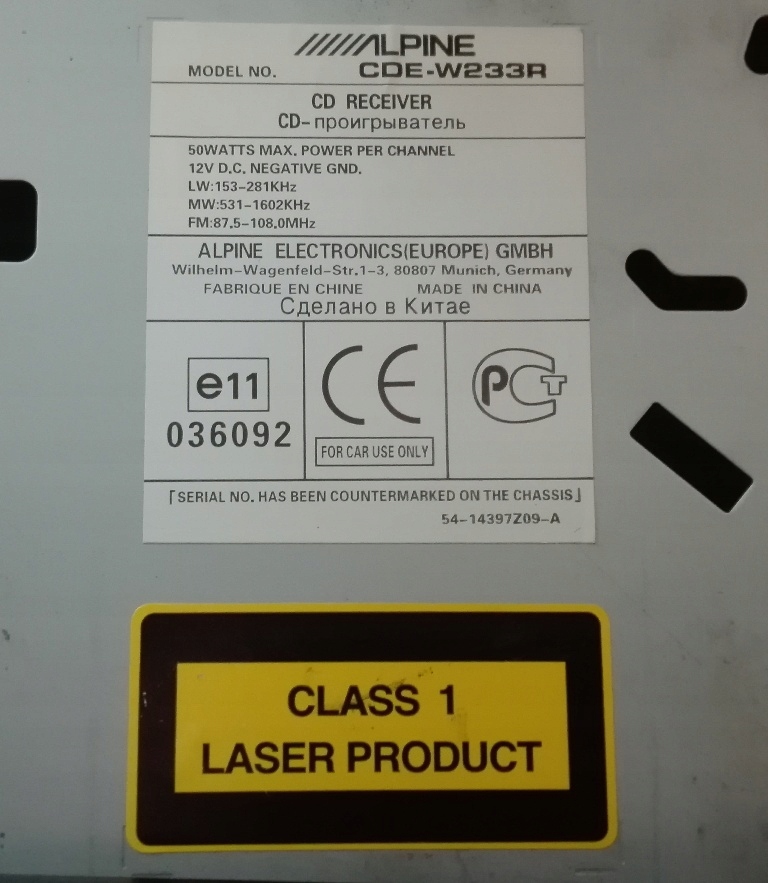 ALPINE
MODEL NO. CDE-W233R
CD RECEIVER
CD-проигрыватель
50WATTS MAX. POWER PER CHANNEL
12V D.C. NEGATIVE GND.
LW:153-281KHz
MW:531-1602KHz
FM:87.5-108.0MHz
ALPINE ELECTRONICS(EUROPE) GMBH
Wilhelm-Wagenfeld-Str.1-3, 80807 Munich, Germany
FABRIQUE EN CHINE MADE IN CHINA
Сделано в Китае
e11
036092
CE
FOR CAR USE ONLY
РСТ
「SERIAL NO. HAS BEEN COUNTERMARKED ON THE CHASSIS」
54-14397Z09-A
CLASS 1
LASER PRODUCT